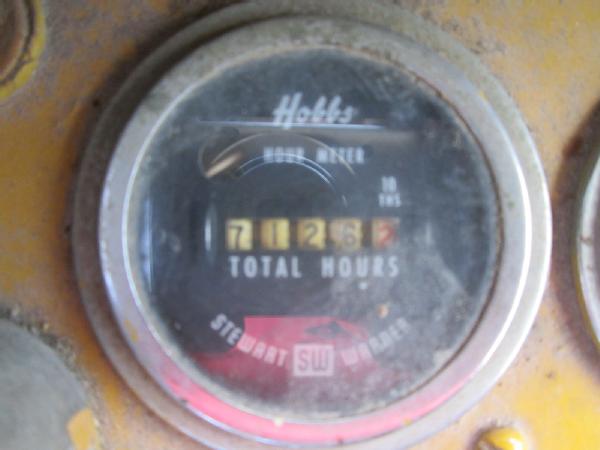 Hobbs
HOUR METER
10
THS
71262
TOTAL HOURS
STEWART SW WARNER